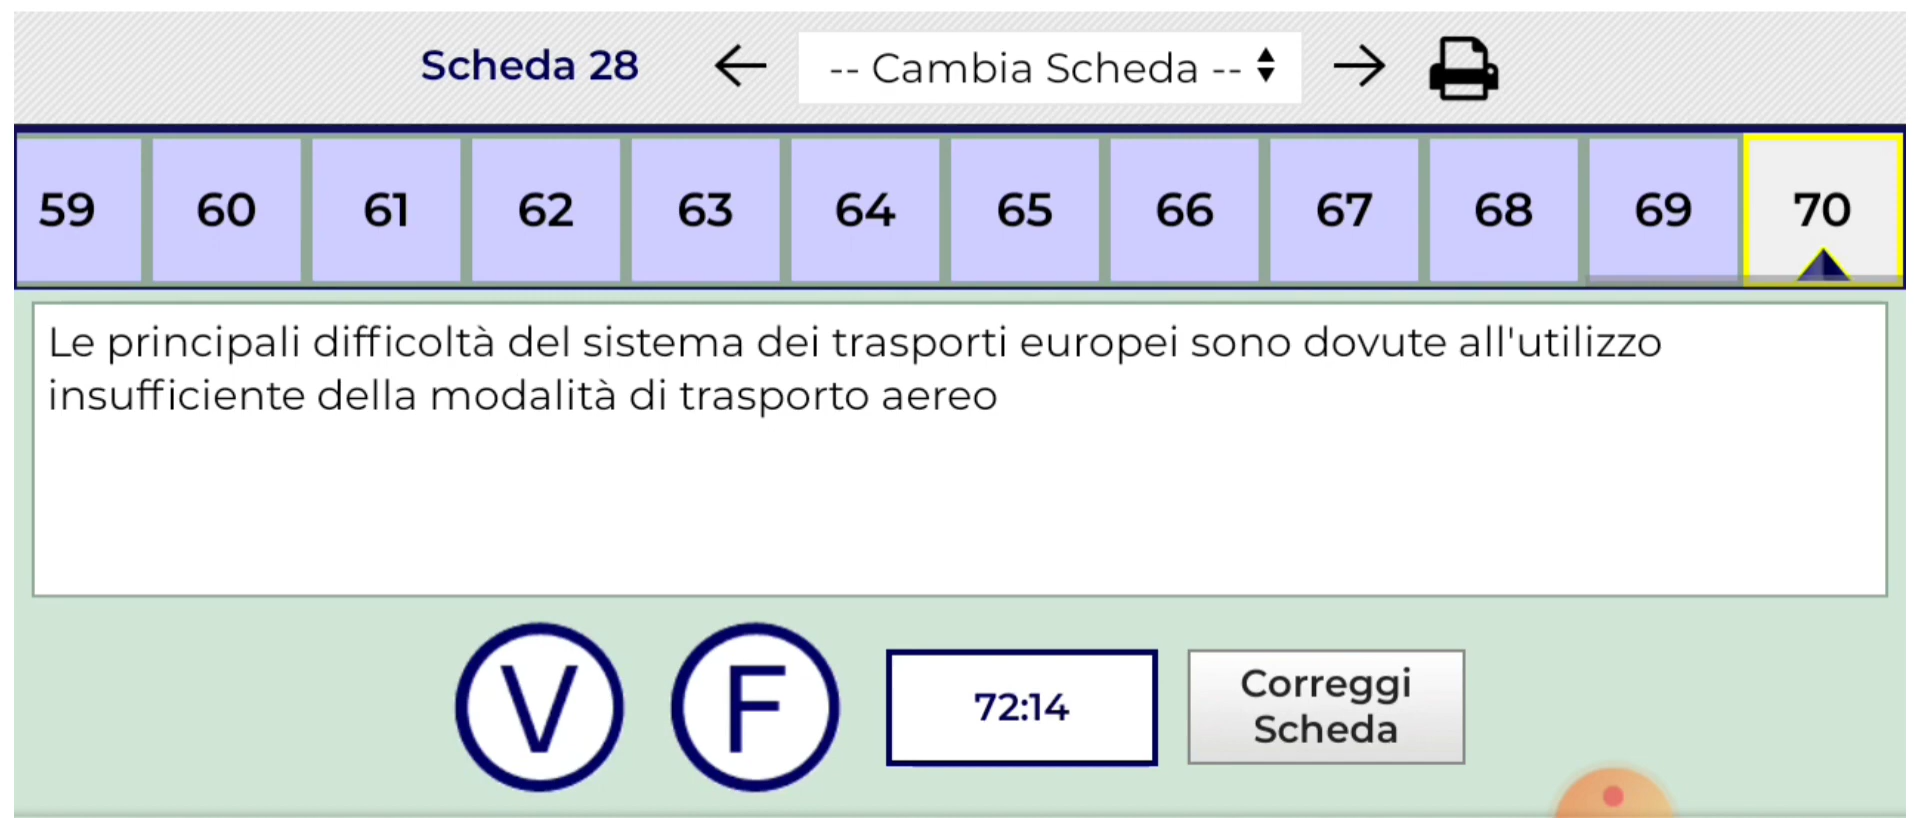 Scheda 28
-- Cambia Scheda --
59 60 61 62 63 64 65 66 67 68 69 70
Le principali difficoltà del sistema dei trasporti europei sono dovute all'utilizzo
insufficiente della modalità di trasporto aereo
V F 72:14 Correggi
Scheda